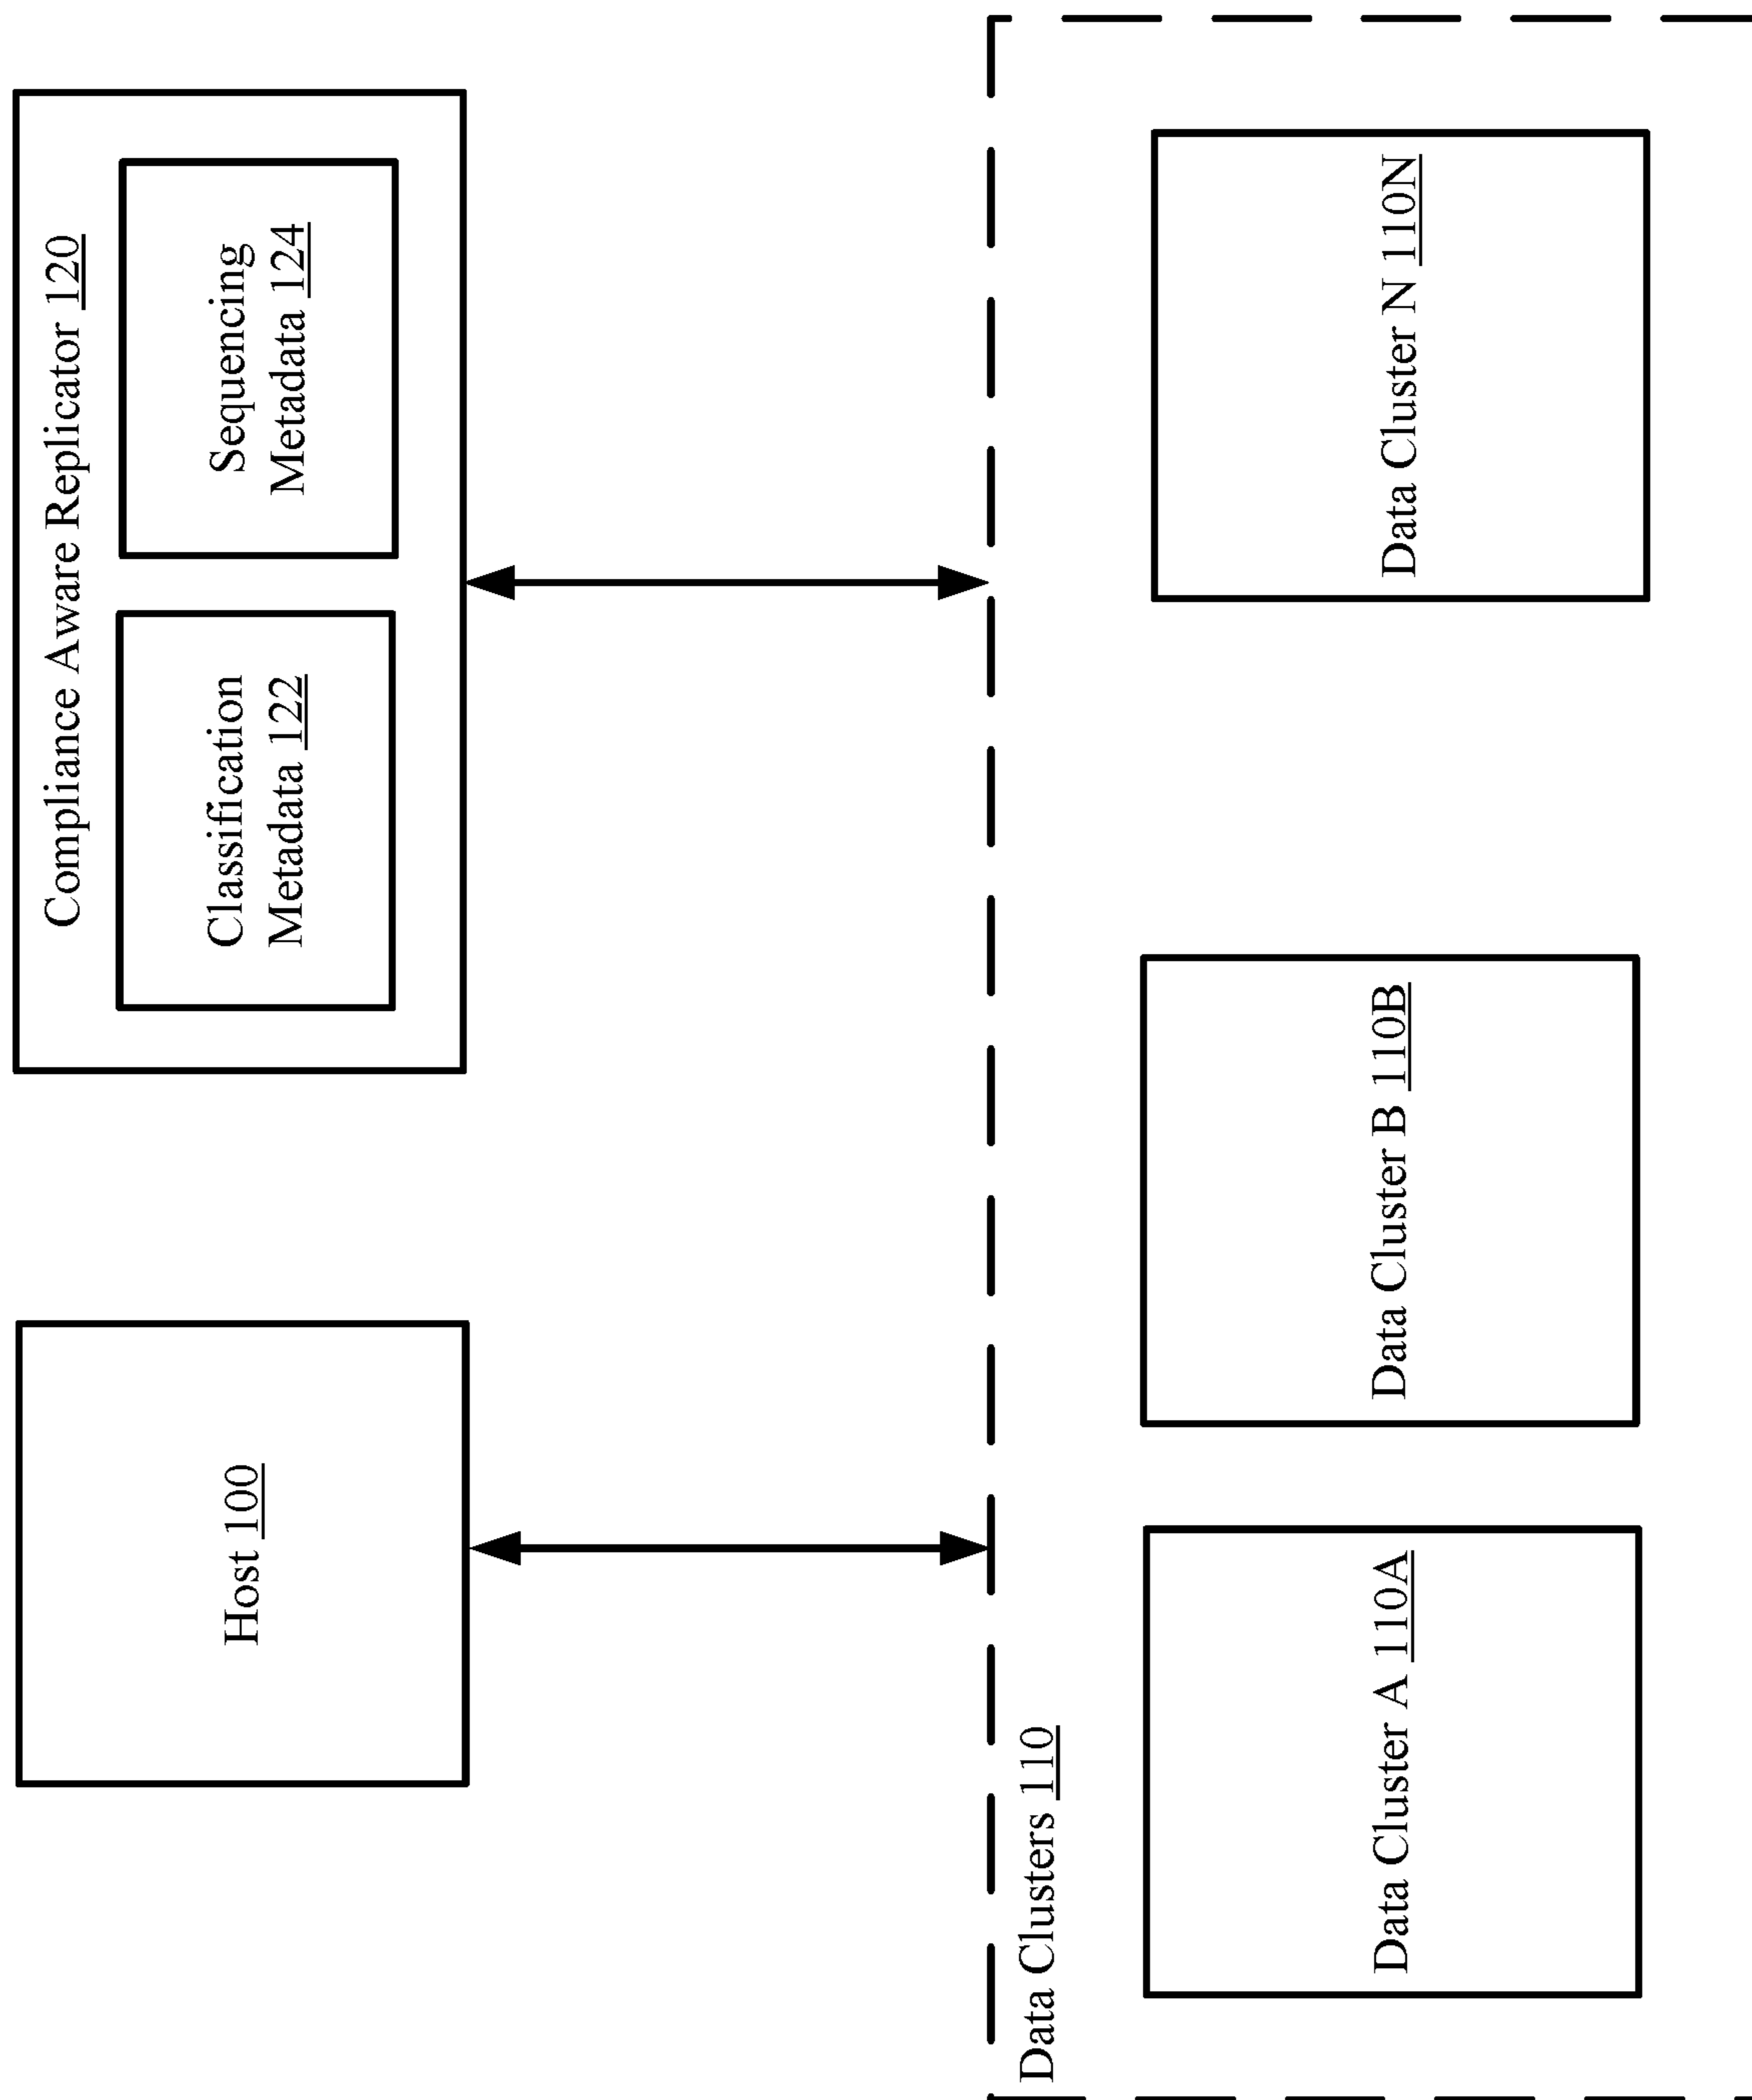 Host 100
Compliance Aware Replicator 120
Classification
Metadata 122
Sequencing
Metadata 124
Data Clusters 110
Data Cluster A 110A
Data Cluster B 110B
Data Cluster N 110N